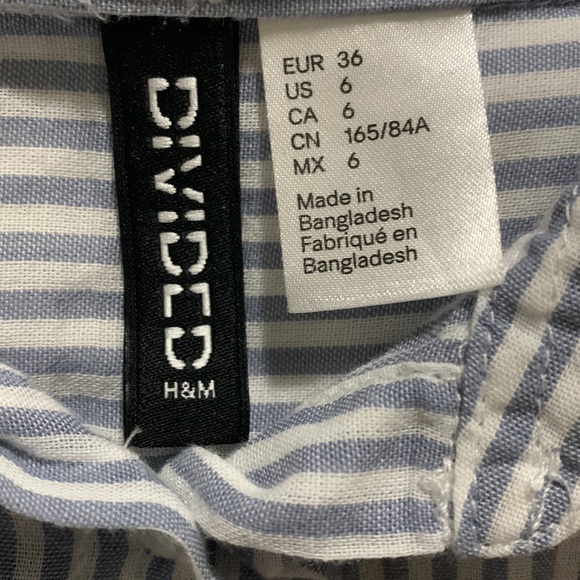 DIVIDED
H&M
EUR 36
US 6
CA 6
CN 165/84A
MX 6
Made in
Bangladesh
Fabriqué en
Bangladesh